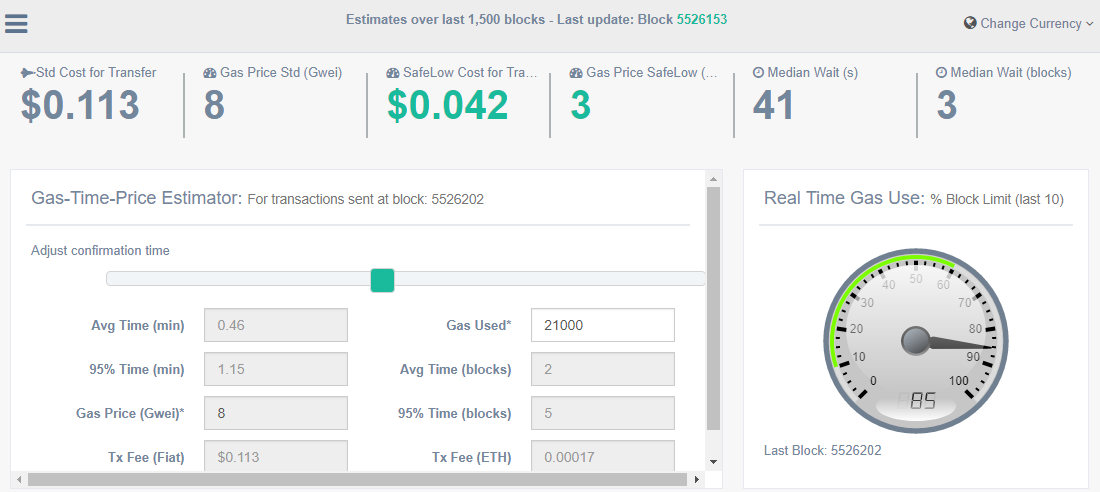 Estimates over last 1,500 blocks - Last update: Block 5526153
Change Currency
Std Cost for Transfer
$0.113
Gas Price Std (Gwei)
8
SafeLow Cost for Tra...
$0.042
Gas Price SafeLow (...
3
Median Wait (s)
41
Median Wait (blocks)
3
Gas-Time-Price Estimator: For transactions sent at block: 5526202
Adjust confirmation time
Avg Time (min) 0.46 Gas Used* 21000
95% Time (min) 1.15 Avg Time (blocks) 2
Gas Price (Gwei)* 8 95% Time (blocks) 5
Tx Fee (Fiat) $0.113 Tx Fee (ETH) 0.00017
Real Time Gas Use: % Block Limit (last 10)
0
10
20
30
40
50
60
70
80
90
100
85
Last Block: 5526202